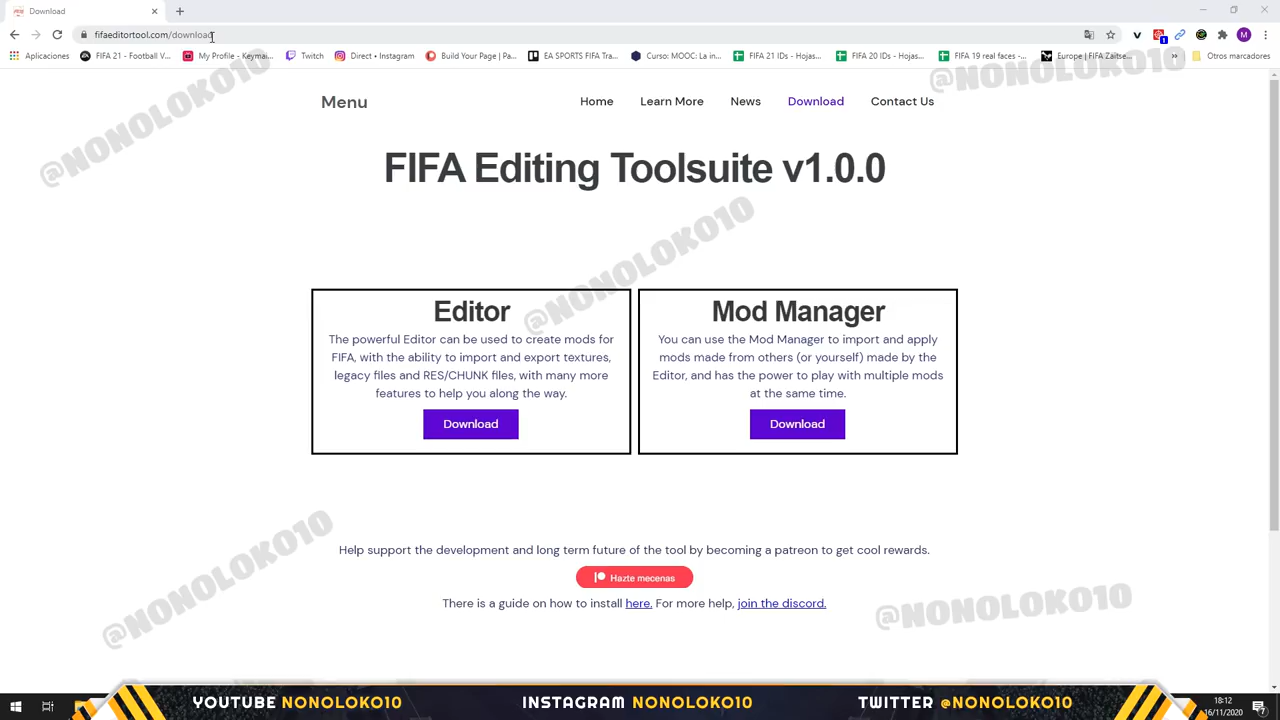 Download
fifaeditortool.com/download
Aplicaciones
FIFA 21 - Football V...
My Profile - Keymai...
Twitch
Direct • Instagram
Build Your Page | Pa...
EA SPORTS FIFA Tra...
Curso: MOOC: La in...
FIFA 21 IDs - Hojas...
FIFA 20 IDs - Hojas...
FIFA 19 real faces -...
Europe | FIFA Zaitse...
»
Otros marcadores
Menu
Home
Learn More
News
Download
Contact Us
FIFA Editing Toolsuite v1.0.0
Editor
The powerful Editor can be used to create mods for
FIFA, with the ability to import and export textures,
legacy files and RES/CHUNK files, with many more
features to help you along the way.
Download
Mod Manager
You can use the Mod Manager to import and apply
mods made from others (or yourself) made by the
Editor, and has the power to play with multiple mods
at the same time.
Download
Help support the development and long term future of the tool by becoming a patreon to get cool rewards.
Hazte mecenas
There is a guide on how to install here. For more help, join the discord.
@NONOLOKO10
@NONOLOKO10
@NONOLOKO10
@NONOLOKO10
@NONOLOKO10
YOUTUBE NONOLOKO10
INSTAGRAM NONOLOKO10
TWITTER @NONOLOKO10
18:12
16/11/2020